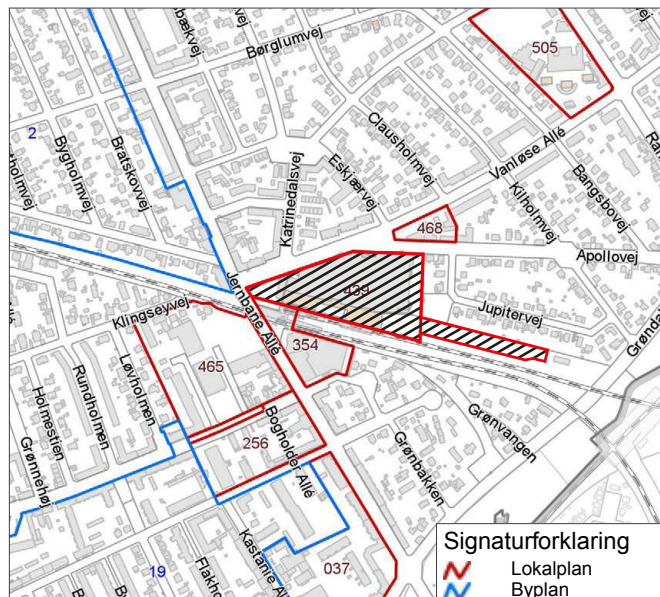 Børglumvej
505
2
Bygholmvej
Bratskovvej
Katrinedalsvej
Eskjærvej
Clausholmvej
Vanløse Allé
Kilholmvej
Bangsbovej
468
Apollovej
439
Jupitervej
Jernbane Allé
Klingseyvej
354
465
Løvholmen
Rundholmen
Holmestien
Grønnehøj
256
Bogholder Allé
Grønbakken
Grønvangen
Kastanie Al
037
19
Signaturforklaring
Lokalplan
Byplan